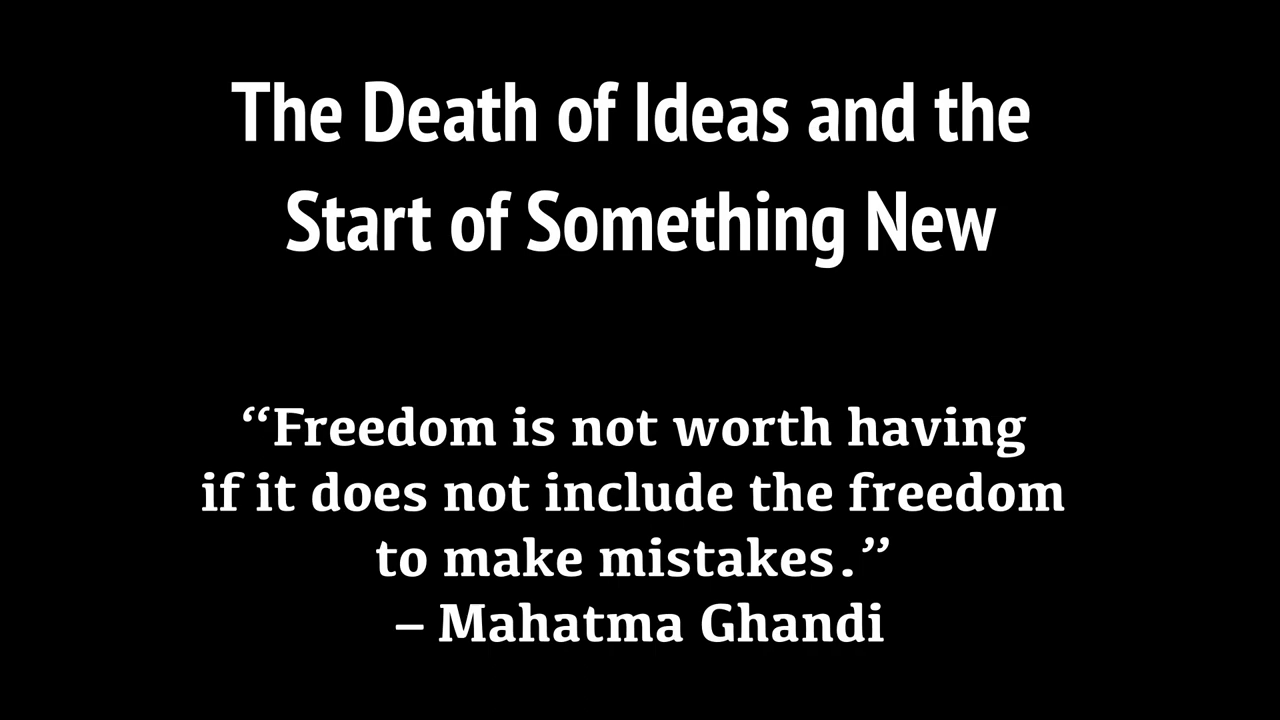 The Death of Ideas and the
Start of Something New
“Freedom is not worth having
if it does not include the freedom
to make mistakes.”
– Mahatma Ghandi